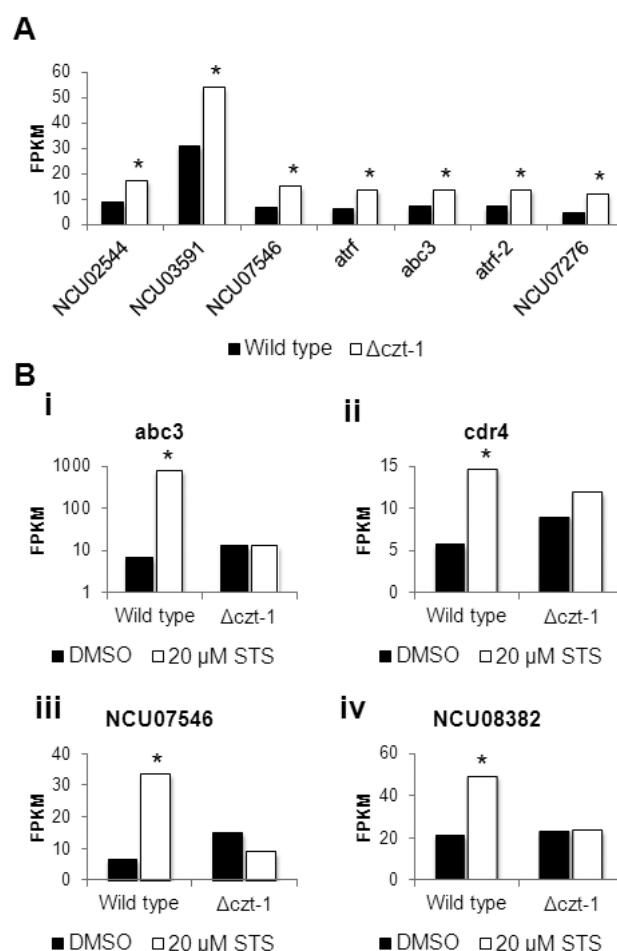 A
60
50
40
30
20
10
0
FPKM
* * * * * * *
NCU02544 NCU03591 NCU07546 atrf abc3 atrf-2 NCU07276
■ Wild type □ Δczt-1
B
i
abc3
1000
100
10
1
FPKM
*
Wild type Δczt-1
■ DMSO □ 20 µM STS
ii
cdr4
15
10
5
0
FPKM
*
Wild type Δczt-1
■ DMSO □ 20 µM STS
iii
NCU07546
40
30
20
10
0
FPKM
*
Wild type Δczt-1
■ DMSO □ 20 µM STS
iv
NCU08382
60
40
20
0
FPKM
*
Wild type Δczt-1
■ DMSO □ 20 µM STS